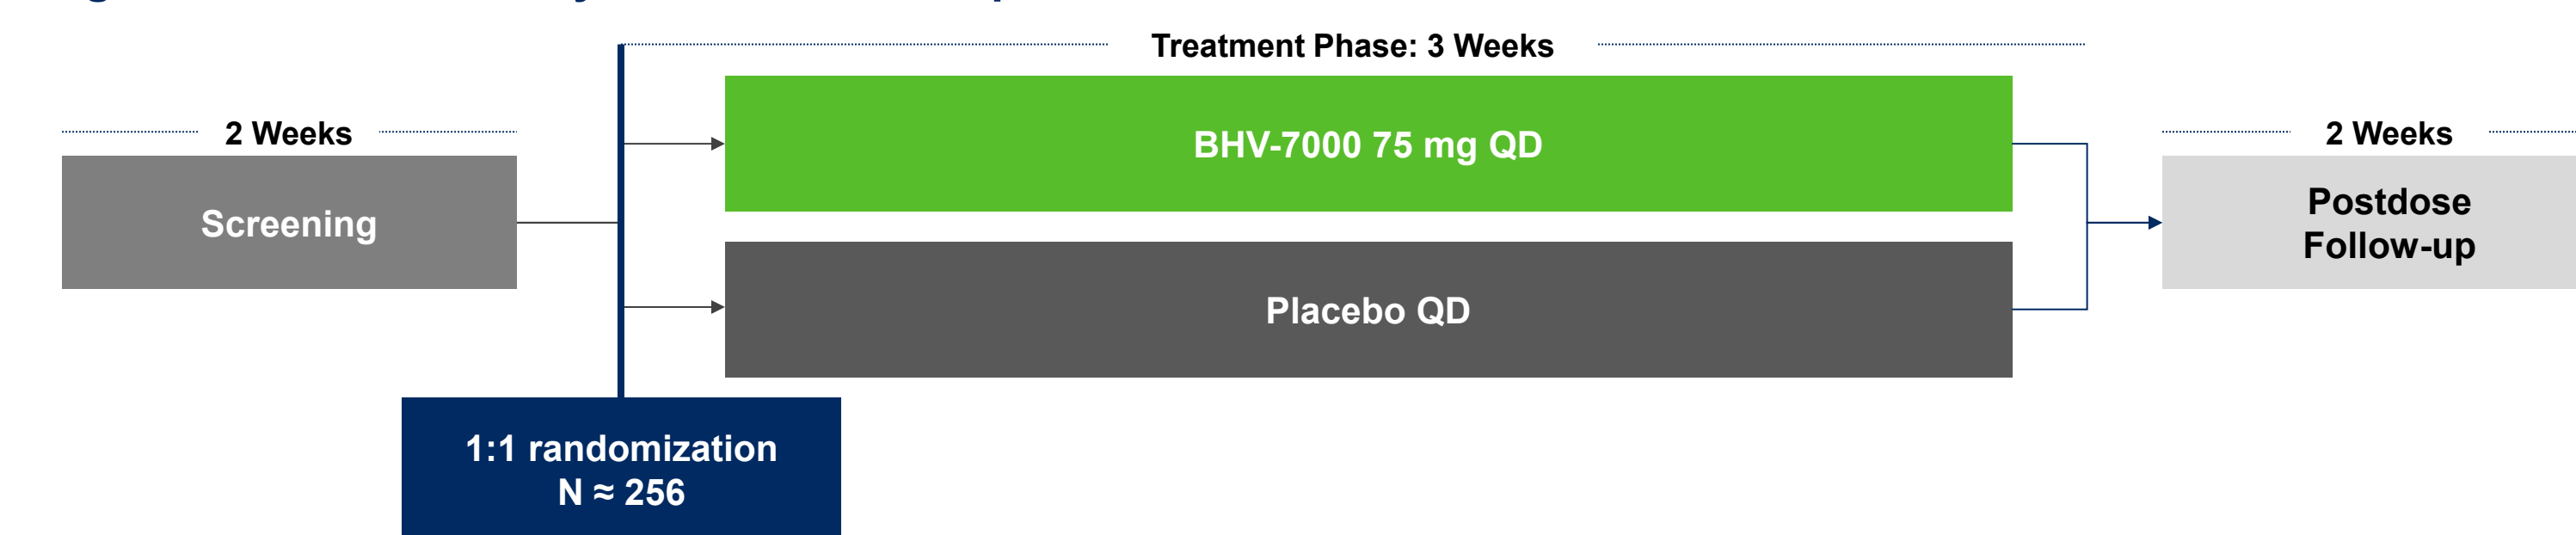 Treatment Phase: 3 Weeks
2 Weeks
Screening
BHV-7000 75 mg QD
Placebo QD
1:1 randomization
N ≈ 256
2 Weeks
Postdose
Follow-up